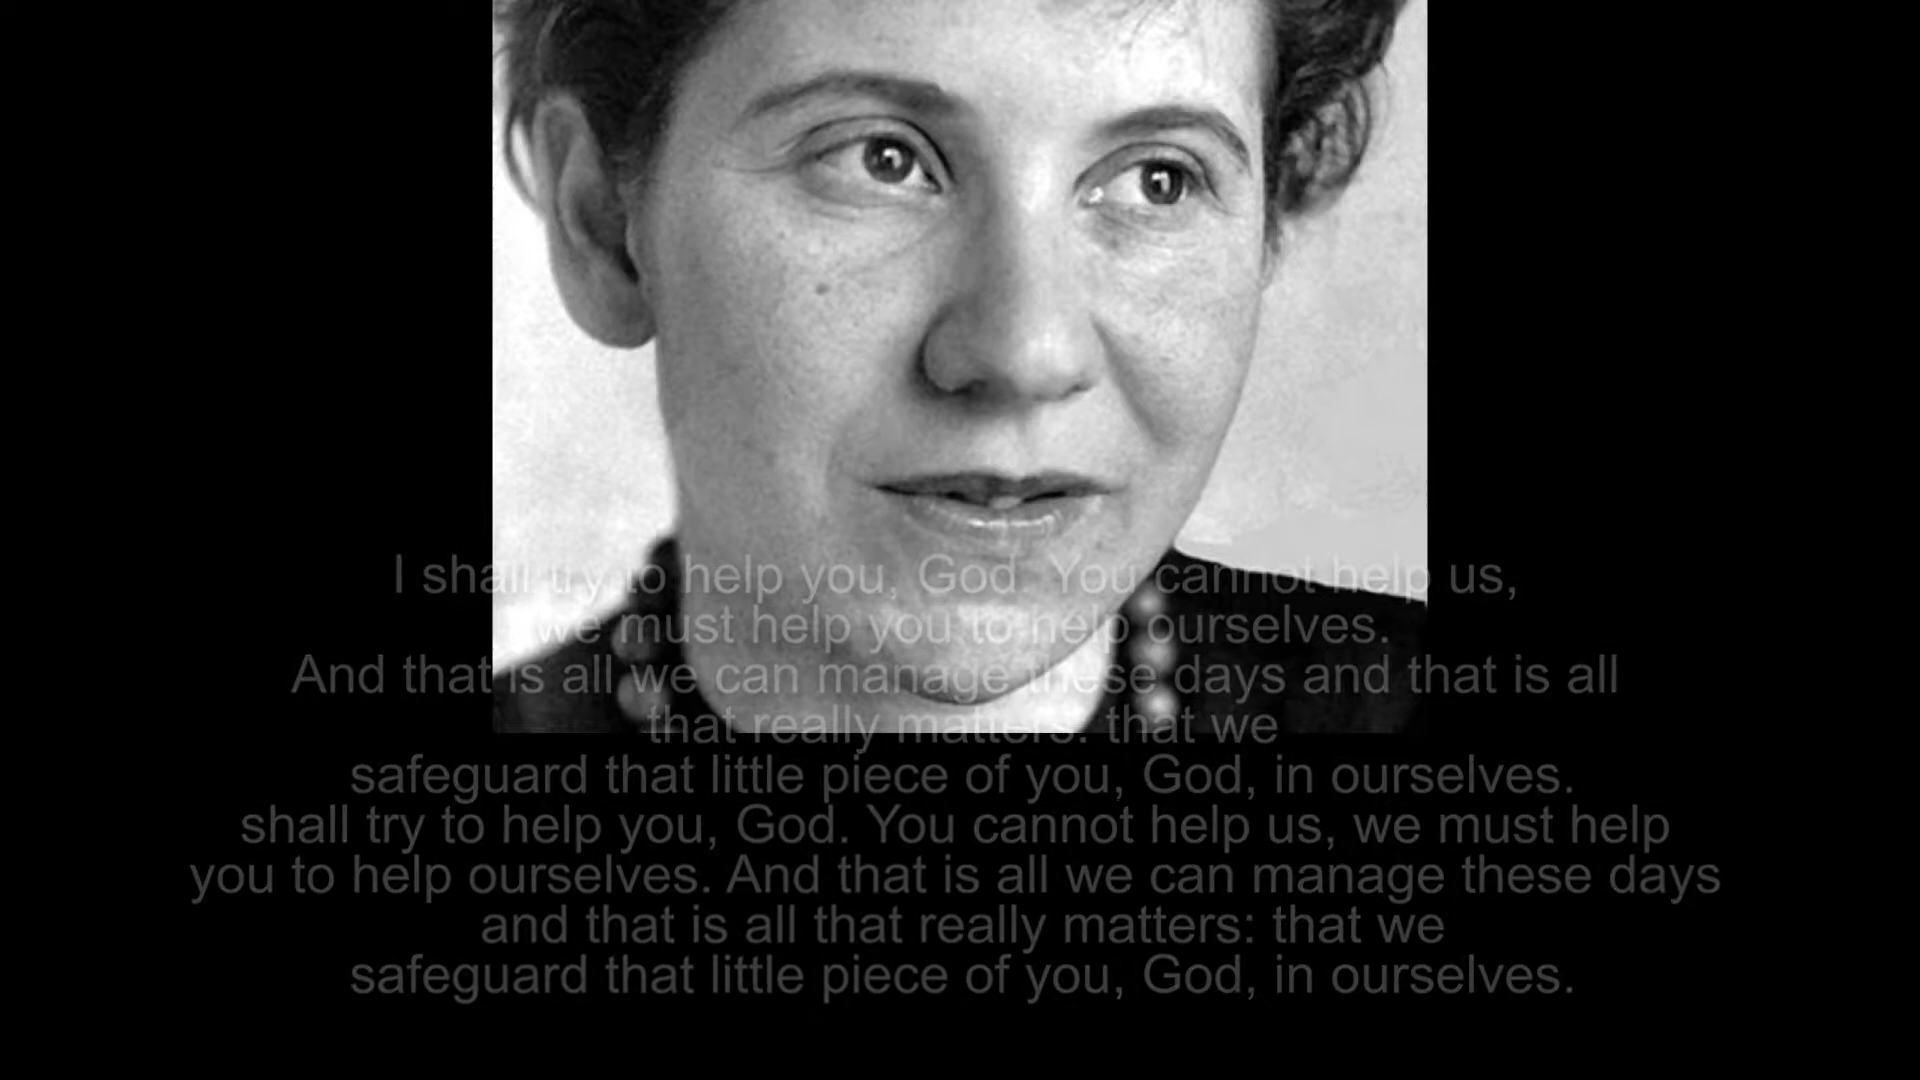 I shall try to help you, God. You cannot help us,
we must help you to help ourselves.
And that is all we can manage these days and that is all
that really matters: that we
safeguard that little piece of you, God, in ourselves.
shall try to help you, God. You cannot help us, we must help
you to help ourselves. And that is all we can manage these days
and that is all that really matters: that we
safeguard that little piece of you, God, in ourselves.